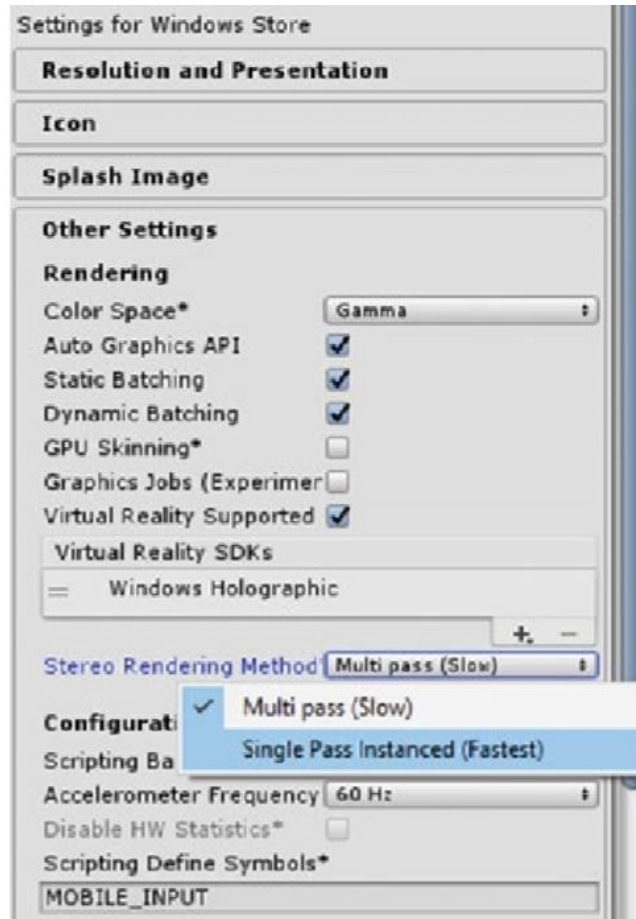 Settings for Windows Store
Resolution and Presentation
Icon
Splash Image
Other Settings
Rendering
Color Space* Gamma
Auto Graphics API
Static Batching
Dynamic Batching
GPU Skinning*
Graphics Jobs (Experimer
Virtual Reality Supported
Virtual Reality SDKs
= Windows Holographic
+ −
Stereo Rendering Method* Multi pass (Slow)
Multi pass (Slow)
Configurati
Single Pass Instanced (Fastest)
Scripting Ba
Accelerometer Frequency 60 Hz
Disable HW Statistics*
Scripting Define Symbols*
MOBILE_INPUT